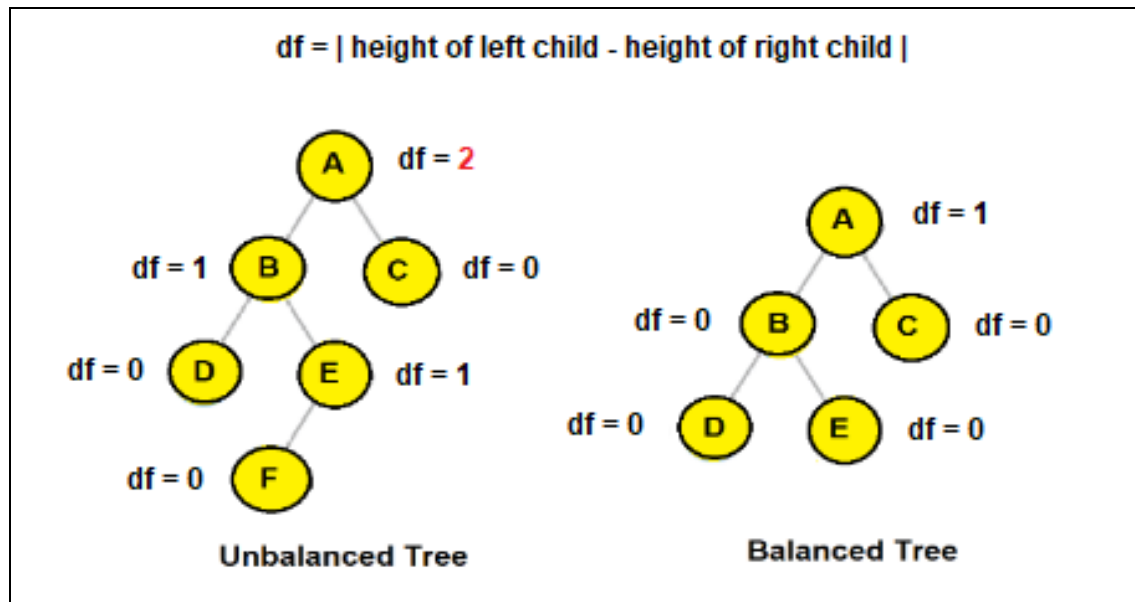 df = | height of left child - height of right child |
A df = 2
df = 1 B C df = 0
df = 0 D E df = 1
df = 0 F
Unbalanced Tree
A df = 1
df = 0 B C df = 0
df = 0 D E df = 0
Balanced Tree